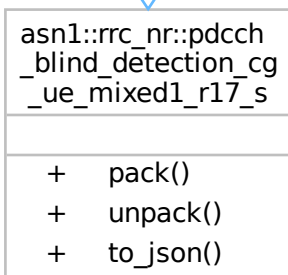 asn1::rrc_nr::pdcch
_blind_detection_cg
_ue_mixed1_r17_s
+ pack()
+ unpack()
+ to_json()